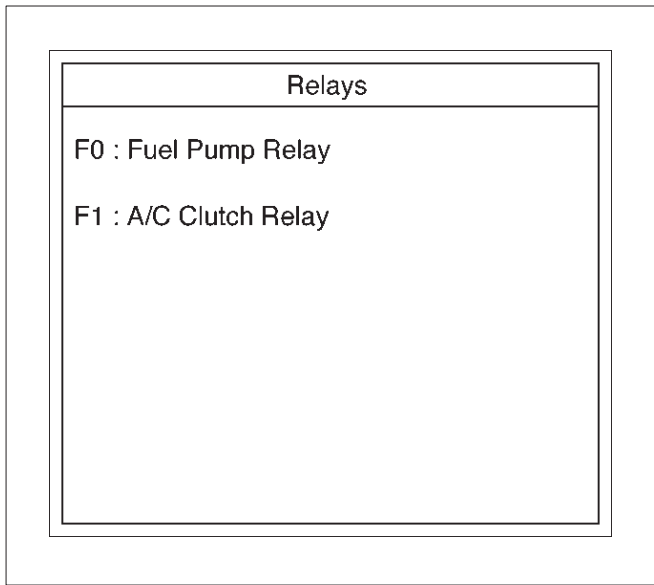 Relays
F0 : Fuel Pump Relay
F1 : A/C Clutch Relay